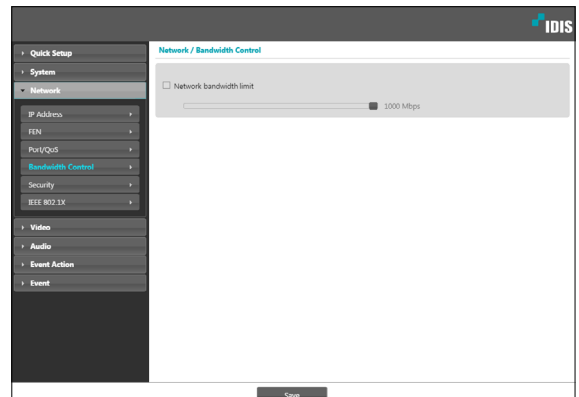 IDIS
Quick Setup
System
Network
IP Address
FEN
Port/QoS
Bandwidth Control
Security
IEEE 802.1X
Video
Audio
Event Action
Event
Network / Bandwidth Control
Network bandwidth limit
1000 Mbps
Save